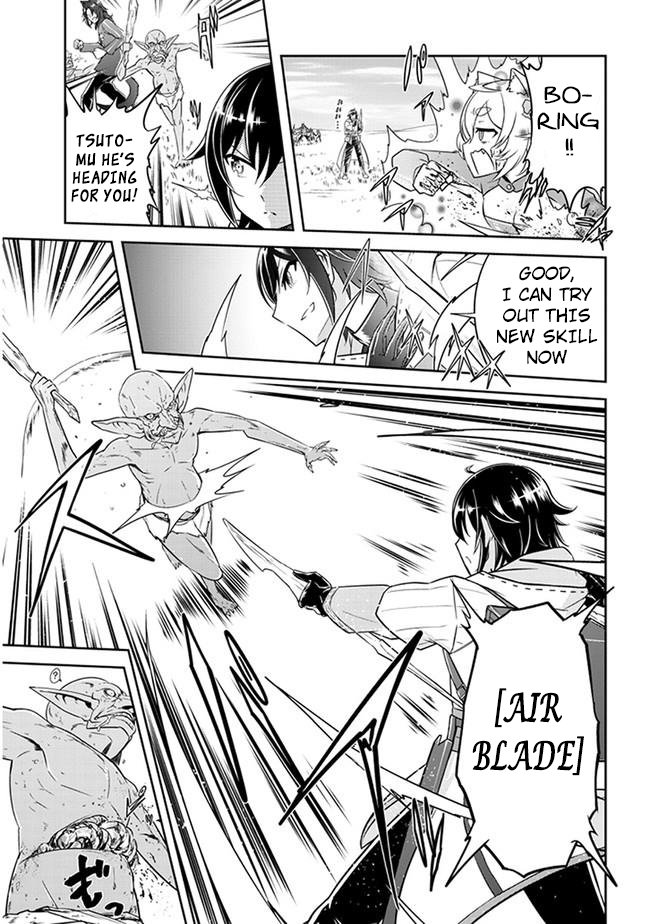 BO-
RING
!!
TSUTO-
MU HE'S
HEADING
FOR YOU!
GOOD,
I CAN TRY
OUT THIS
NEW SKILL
NOW
[AIR
BLADE]
?